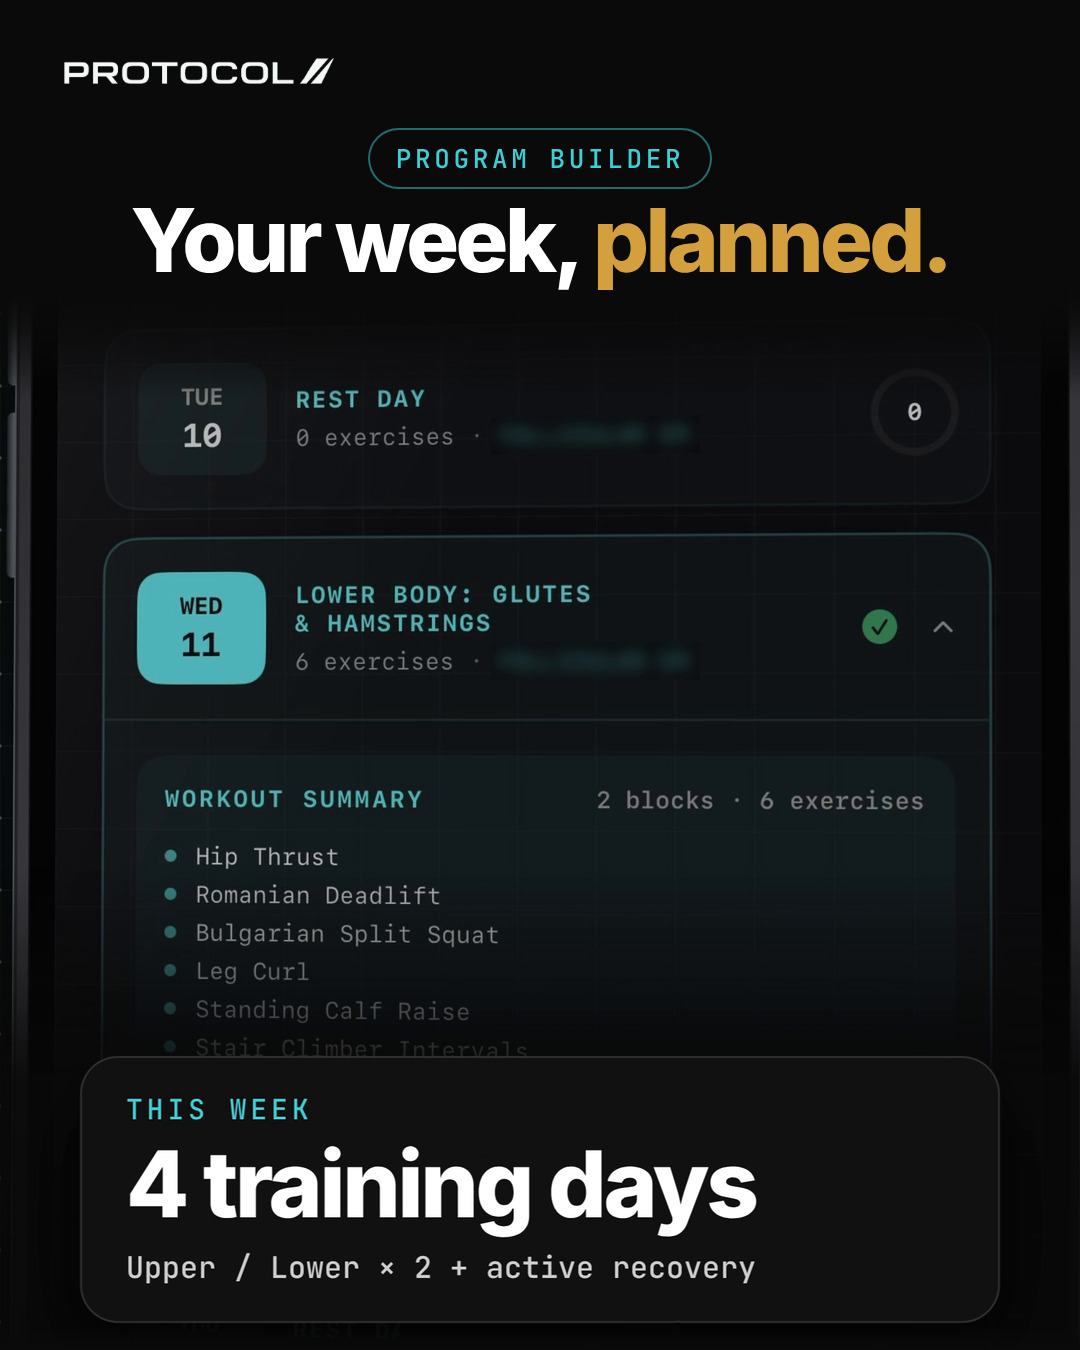 PROTOCOL
PROGRAM BUILDER
Your week, planned.
TUE
10
REST DAY
0 exercises ·
0
WED
11
LOWER BODY: GLUTES
& HAMSTRINGS
6 exercises ·
WORKOUT SUMMARY
2 blocks · 6 exercises
Hip Thrust
Romanian Deadlift
Bulgarian Split Squat
Leg Curl
Standing Calf Raise
Stair Climber Intervals
THIS WEEK
4 training days
Upper / Lower × 2 + active recovery
REST